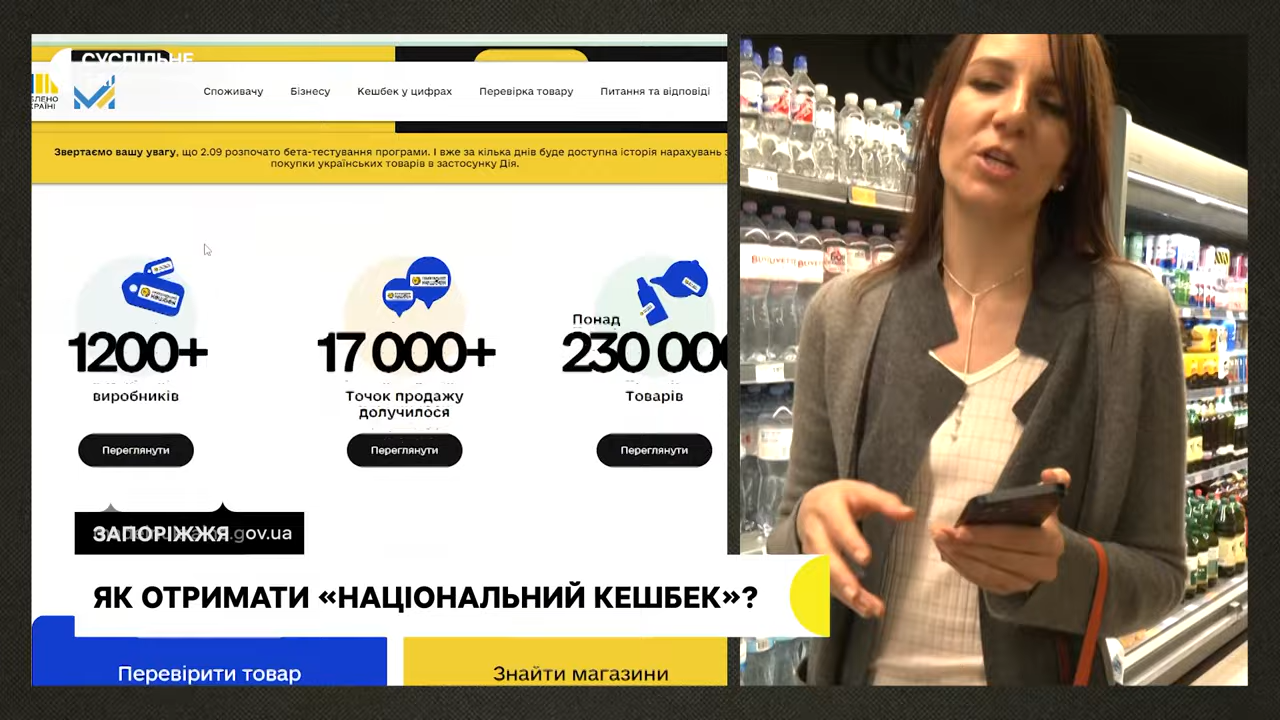 СУСПІЛЬНЕ
Споживачу
Бізнесу
Кешбек у цифрах
Перевірка товару
Питання та відповіді
Звертаємо вашу увагу, що 2.09 розпочато бета-тестування програми. І вже за кілька днів буде доступна історія нарахувань з
покупки українських товарів в застосунку Дія.
1200+
виробників
Переглянути
17 000+
Точок продажу
долучилося
Переглянути
Понад
230 000
Товарів
Переглянути
ЗАПОРІЖЖЯ
gov.ua
ЯК ОТРИМАТИ «НАЦІОНАЛЬНИЙ КЕШБЕК»?
Перевірити товар
Знайти магазини